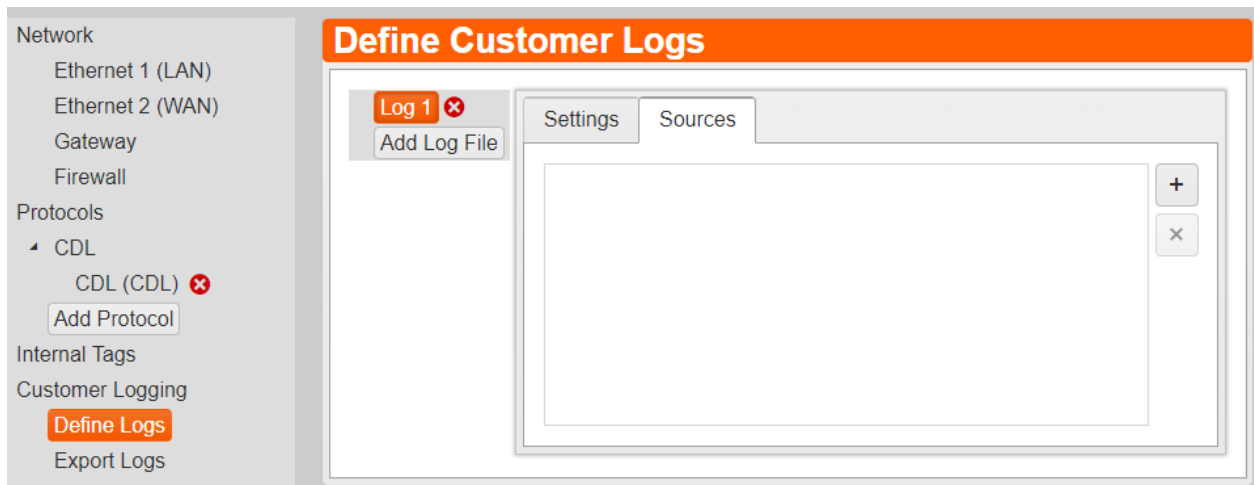 Network
Ethernet 1 (LAN)
Ethernet 2 (WAN)
Gateway
Firewall
Protocols
CDL
CDL (CDL)
Add Protocol
Internal Tags
Customer Logging
Define Logs
Export Logs
Define Customer Logs
Log 1
Add Log File
Settings
Sources